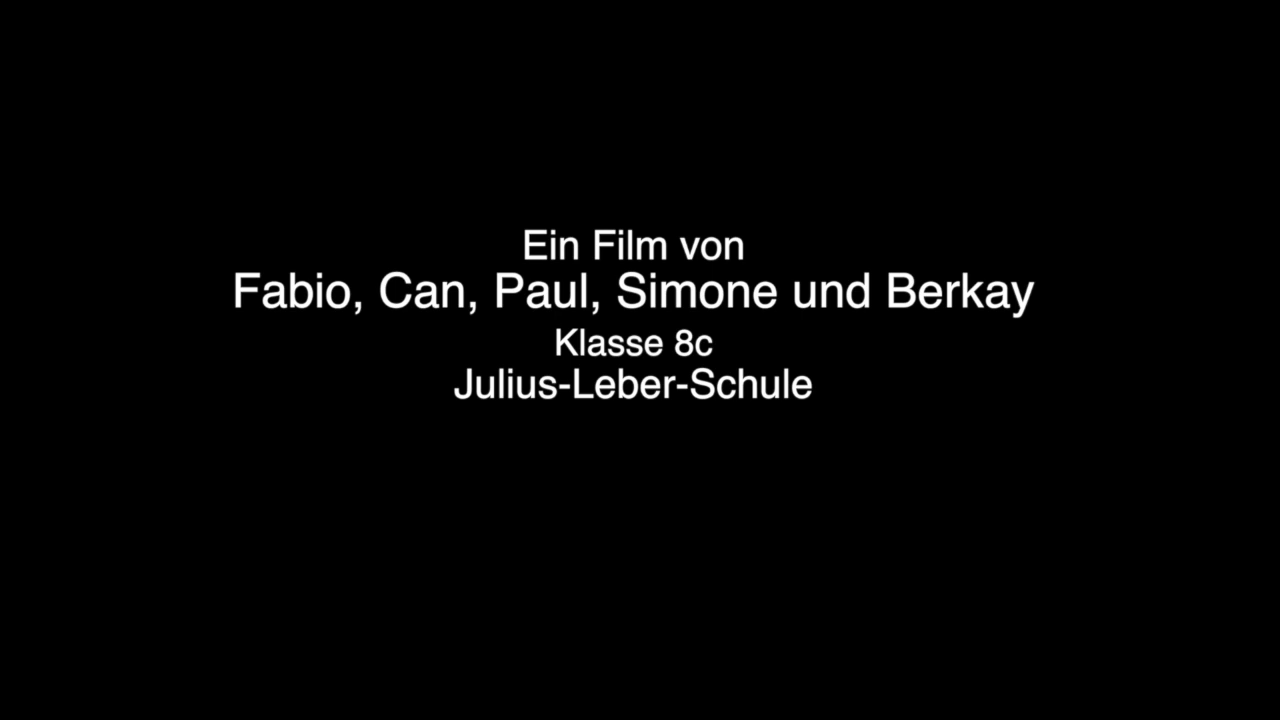 Ein Film von
Fabio, Can, Paul, Simone und Berkay
Klasse 8c
Julius-Leber-Schule